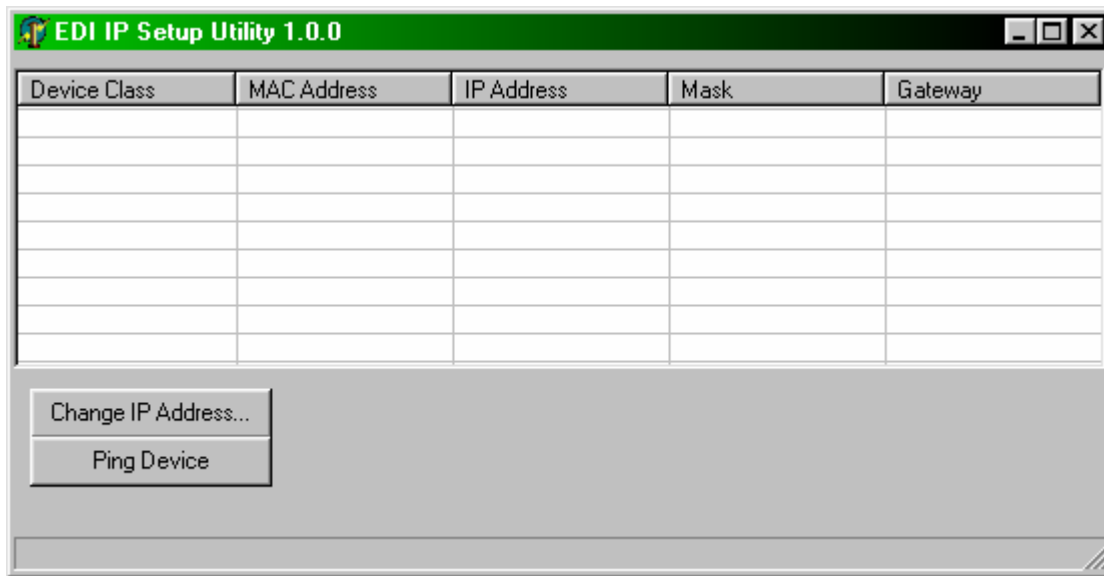 EDI IP Setup Utility 1.0.0
Device Class MAC Address IP Address Mask Gateway
Change IP Address...
Ping Device